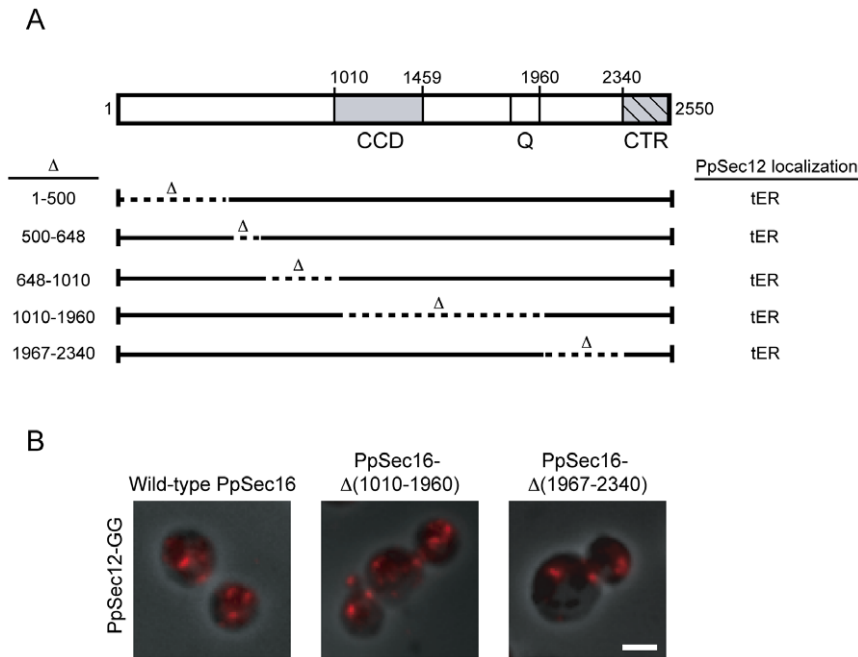 A
1010 1459 1960 2340
1 2550
CCD Q CTR
Δ PpSec12 localization
1-500 Δ tER
500-648 Δ tER
648-1010 Δ tER
1010-1960 Δ tER
1967-2340 Δ tER
B
Wild-type PpSec16
PpSec16-
Δ(1010-1960)
PpSec16-
Δ(1967-2340)
PpSec12-GG